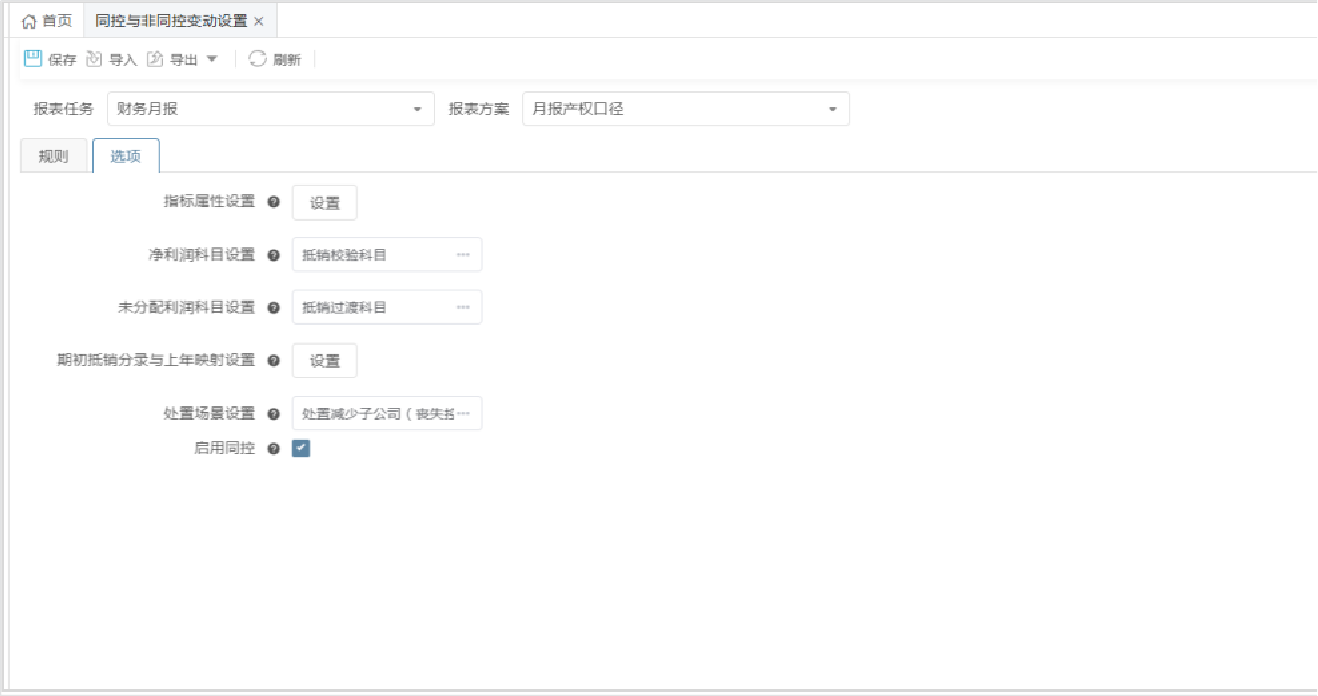 首页 同控与非同控变动设置 ×
保存 导入 导出 刷新
报表任务 财务月报 报表方案 月报产权口径
规则 选项
指标属性设置 ? 设置
净利润科目设置 ? 抵销校验科目 ···
未分配利润科目设置 ? 抵销过渡科目 ···
期初抵销分录与上年映射设置 ? 设置
处置场景设置 ? 处置减少子公司（丧失控 ···
启用同控 ?